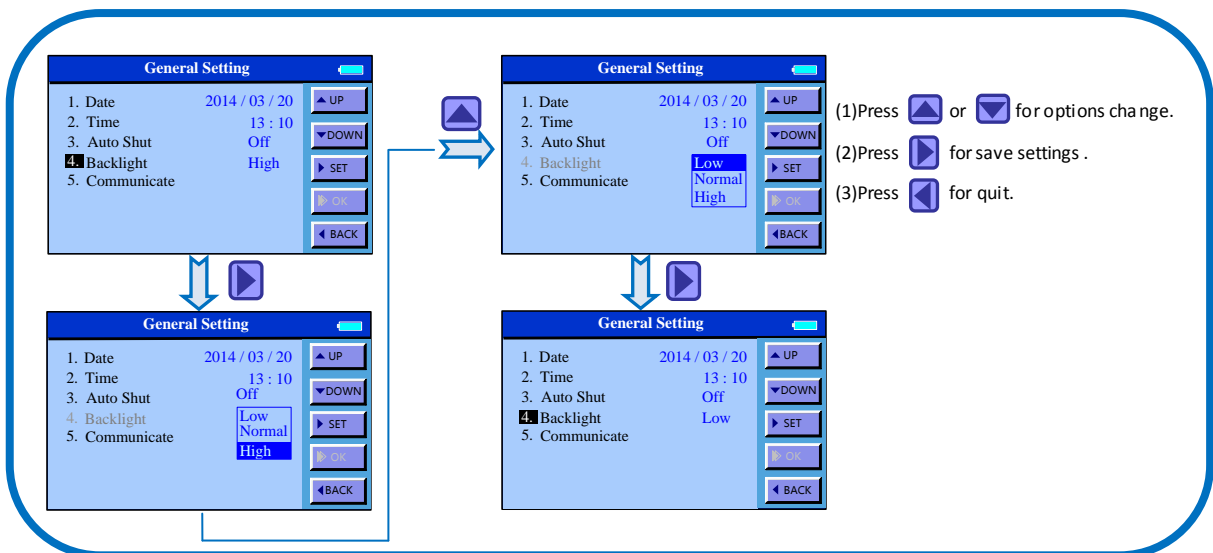 General Setting
1. Date 2014 / 03 / 20
2. Time 13 : 10
3. Auto Shut Off
4. Backlight High
5. Communicate
UP
DOWN
SET
OK
BACK
General Setting
1. Date 2014 / 03 / 20
2. Time 13 : 10
3. Auto Shut Off
4. Backlight Low
Normal
5. Communicate
High
UP
DOWN
SET
OK
BACK
(1)Press or for options change.
(2)Press for save settings .
(3)Press for quit.
General Setting
1. Date 2014 / 03 / 20
2. Time 13 : 10
3. Auto Shut Off
4. Backlight Low
Normal
5. Communicate
High
UP
DOWN
SET
OK
BACK
General Setting
1. Date 2014 / 03 / 20
2. Time 13 : 10
3. Auto Shut Off
4. Backlight Low
5. Communicate
UP
DOWN
SET
OK
BACK